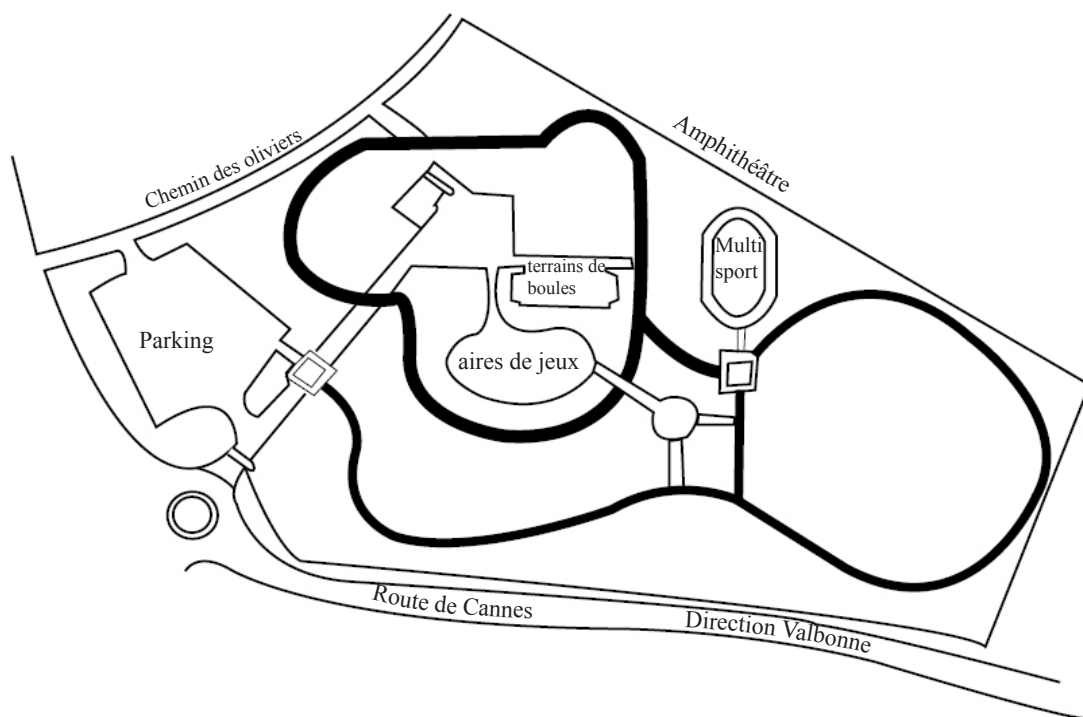 Chemin des oliviers
Amphithéâtre
Multi
sport
terrains de
boules
Parking
aires de jeux
Route de Cannes
Direction Valbonne